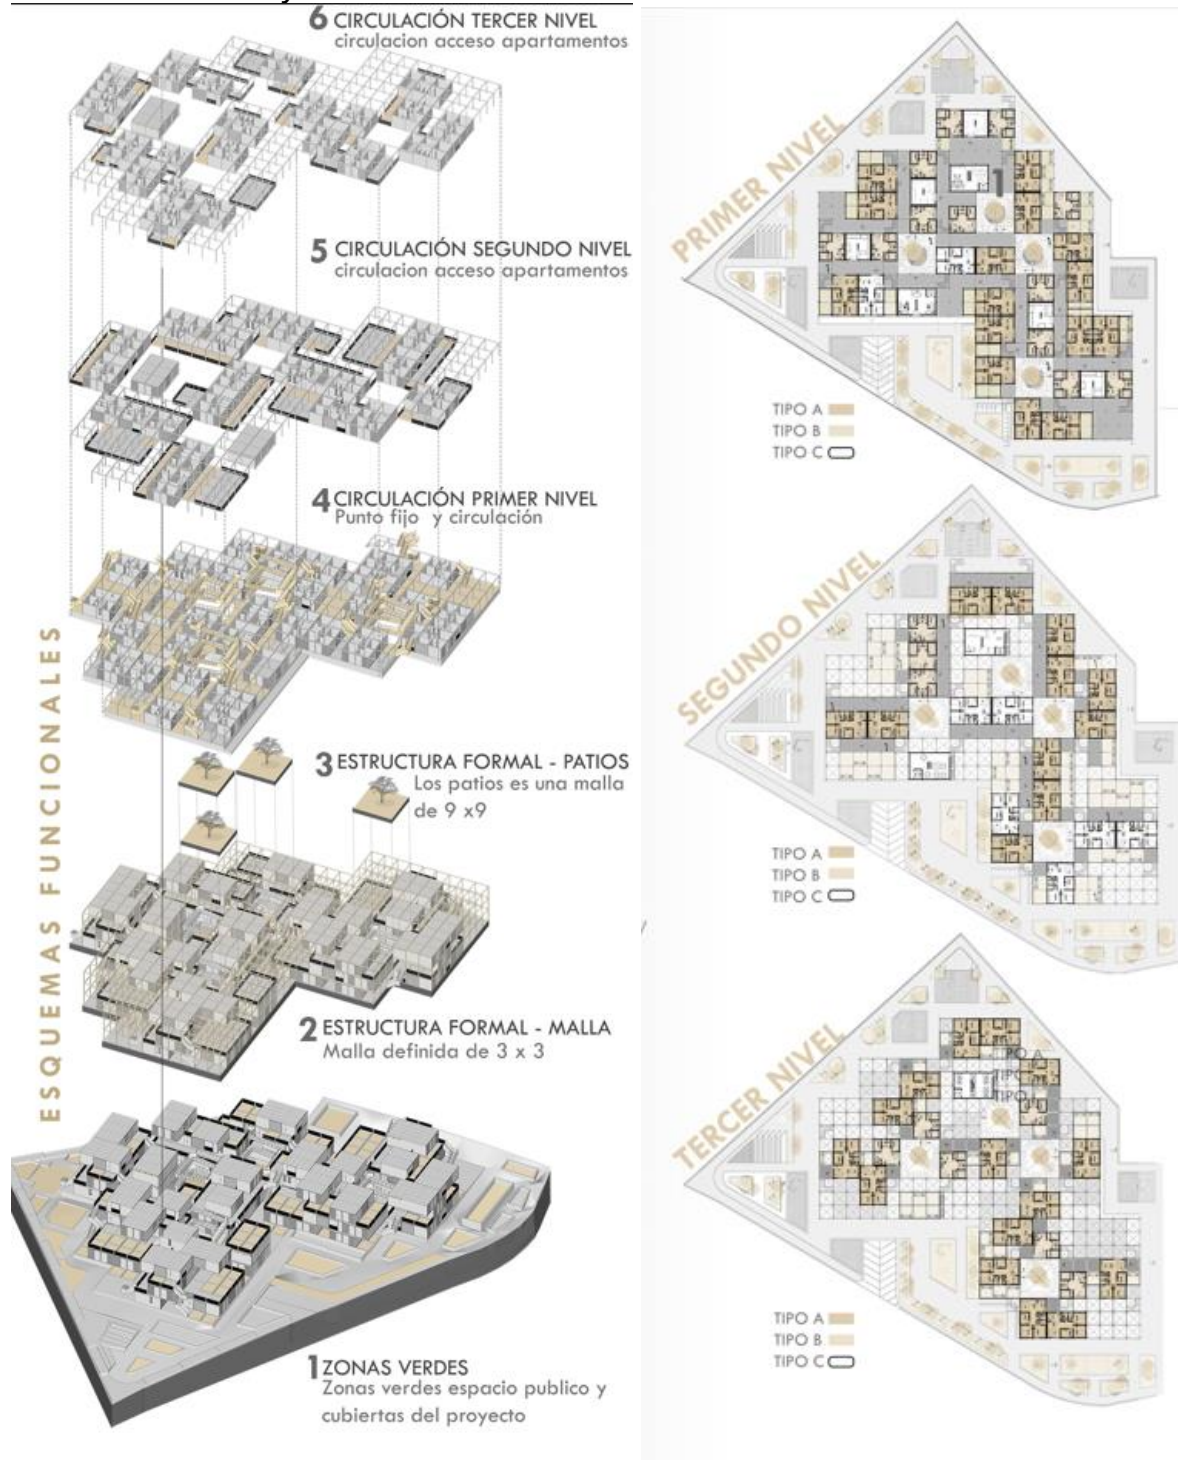 6 CIRCULACIÓN TERCER NIVEL
circulacion acceso apartamentos
5 CIRCULACIÓN SEGUNDO NIVEL
circulacion acceso apartamentos
4 CIRCULACIÓN PRIMER NIVEL
Punto fijo y circulación
3 ESTRUCTURA FORMAL - PATIOS
Los patios es una malla
de 9 x9
2 ESTRUCTURA FORMAL - MALLA
Malla definida de 3 x 3
1 ZONAS VERDES
Zonas verdes espacio publico y
cubiertas del proyecto
ESQUEMAS FUNCIONALES
PRIMER NIVEL
TIPO A
TIPO B
TIPO C
SEGUNDO NIVEL
TIPO A
TIPO B
TIPO C
TERCER NIVEL
TIPO A
TIPO B
TIPO C